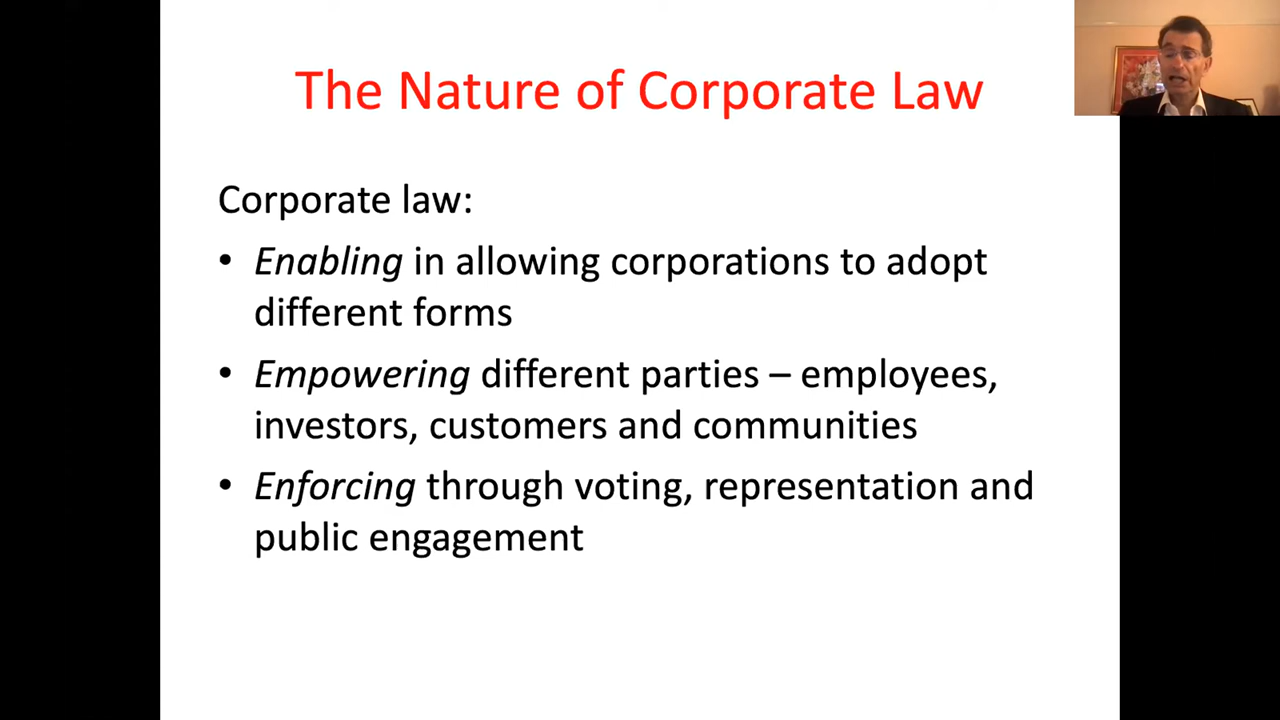 The Nature of Corporate Law
Corporate law:
• Enabling in allowing corporations to adopt
different forms
• Empowering different parties – employees,
investors, customers and communities
• Enforcing through voting, representation and
public engagement